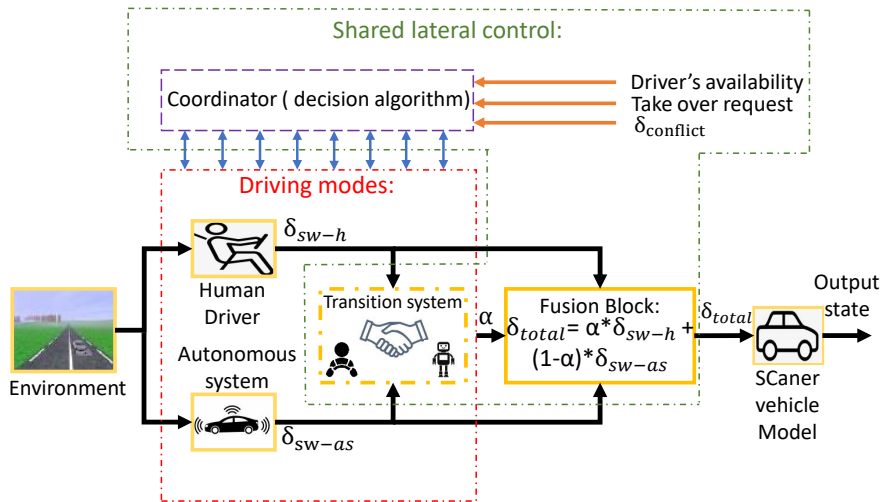 Shared lateral control:
Coordinator ( decision algorithm)
Driver's availability
Take over request
δconflict
Driving modes:
δsw−h
Human
Driver
Transition system
α
Fusion Block:
δtotal= α*δsw−h +
(1-α)*δsw−as
δtotal
Output
state
Environment
Autonomous
system
δsw−as
SCaner
vehicle
Model